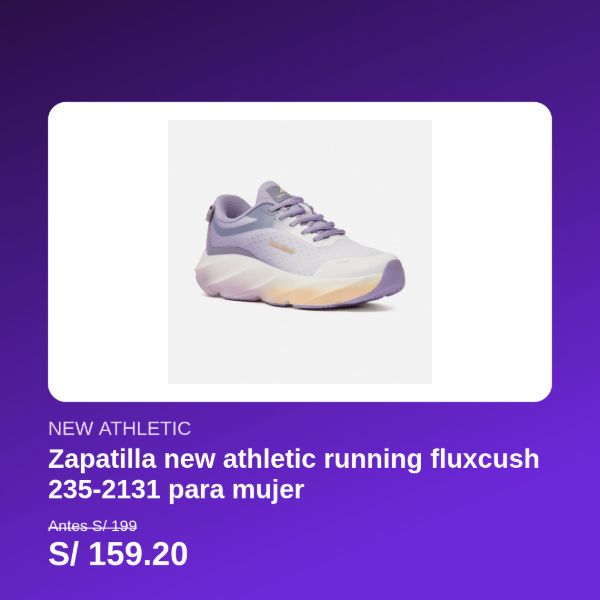 NEW ATHLETIC
Zapatilla new athletic running fluxcush
235-2131 para mujer
Antes S/ 199
S/ 159.20